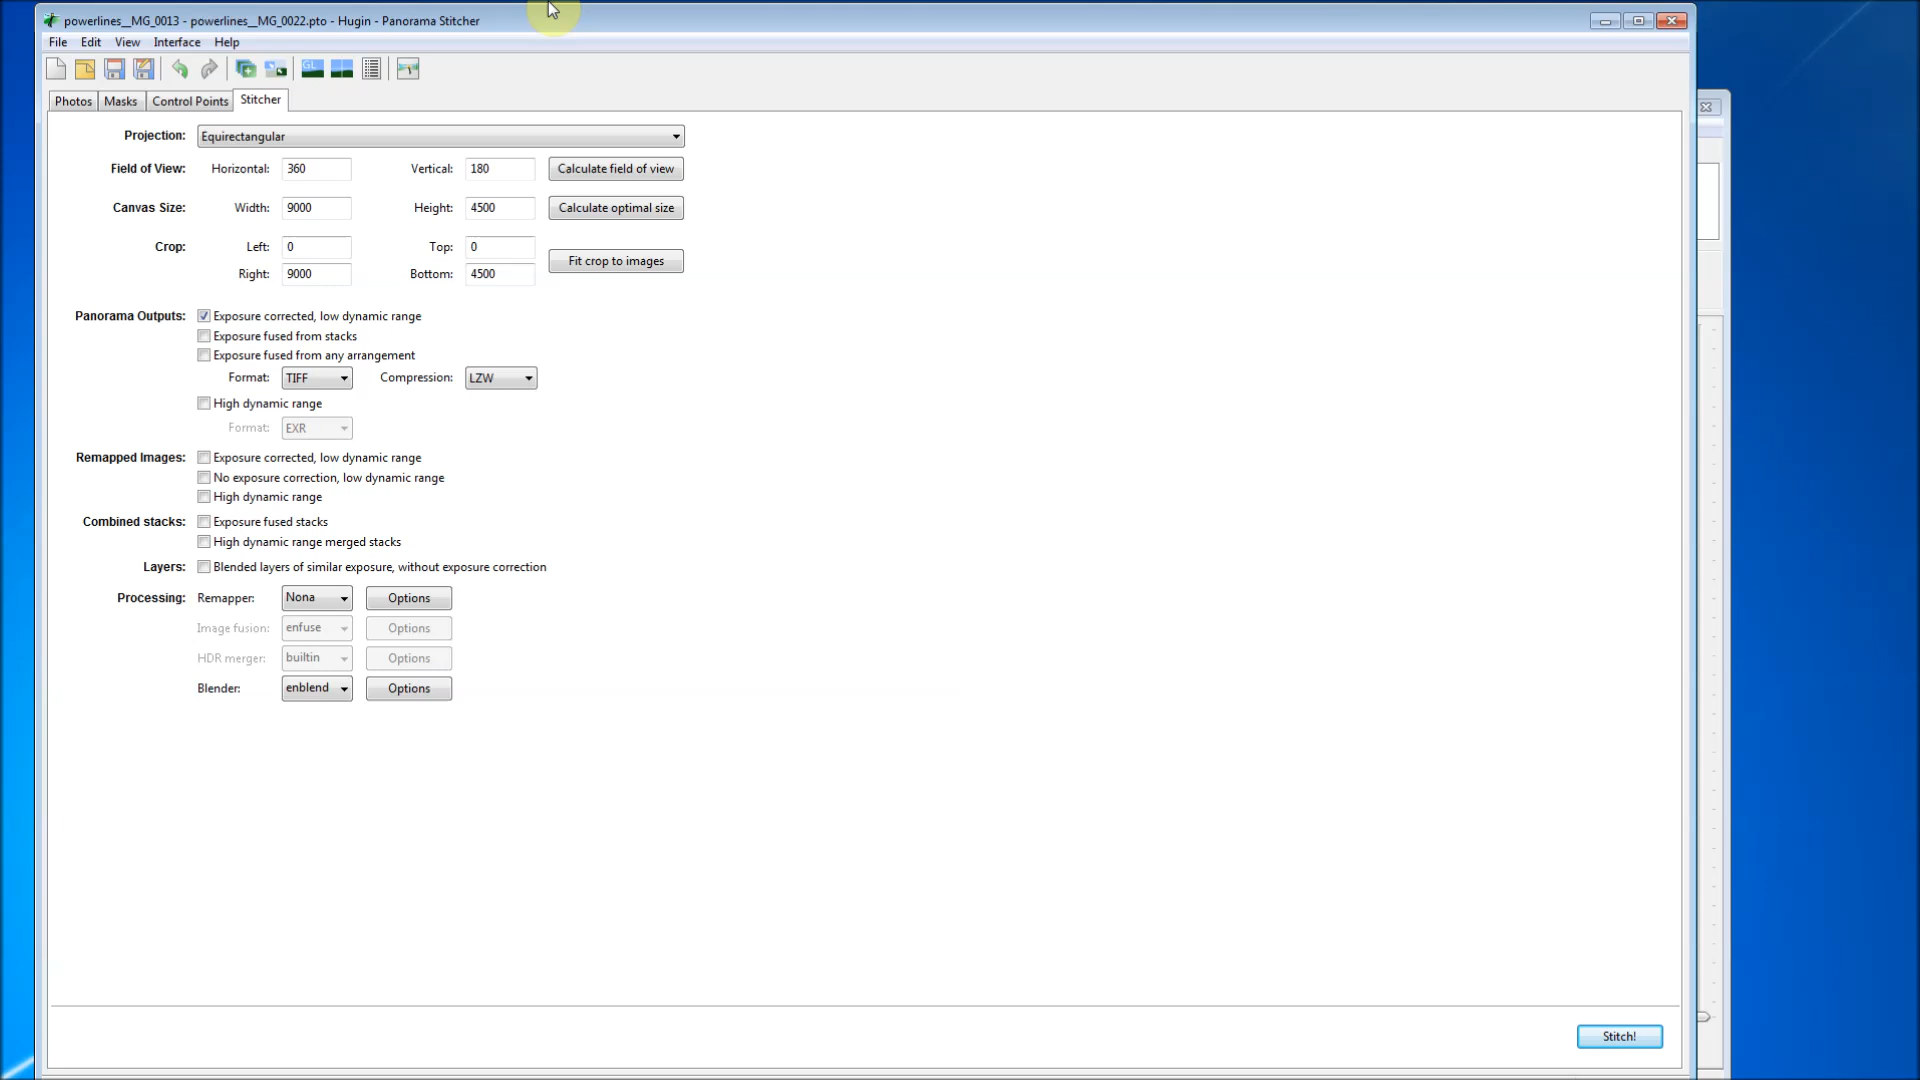 powerlines__MG_0013 - powerlines__MG_0022.pto - Hugin - Panorama Stitcher
File Edit View Interface Help
GL
Photos Masks Control Points Stitcher
Projection: Equirectangular
Field of View: Horizontal: 360 Vertical: 180 Calculate field of view
Canvas Size: Width: 9000 Height: 4500 Calculate optimal size
Crop: Left: 0 Top: 0
Fit crop to images
Right: 9000 Bottom: 4500
Panorama Outputs: Exposure corrected, low dynamic range
Exposure fused from stacks
Exposure fused from any arrangement
Format: TIFF Compression: LZW
High dynamic range
Format: EXR
Remapped Images: Exposure corrected, low dynamic range
No exposure correction, low dynamic range
High dynamic range
Combined stacks: Exposure fused stacks
High dynamic range merged stacks
Layers: Blended layers of similar exposure, without exposure correction
Processing: Remapper: Nona Options
Image fusion: enfuse Options
HDR merger: builtin Options
Blender: enblend Options
Stitch!